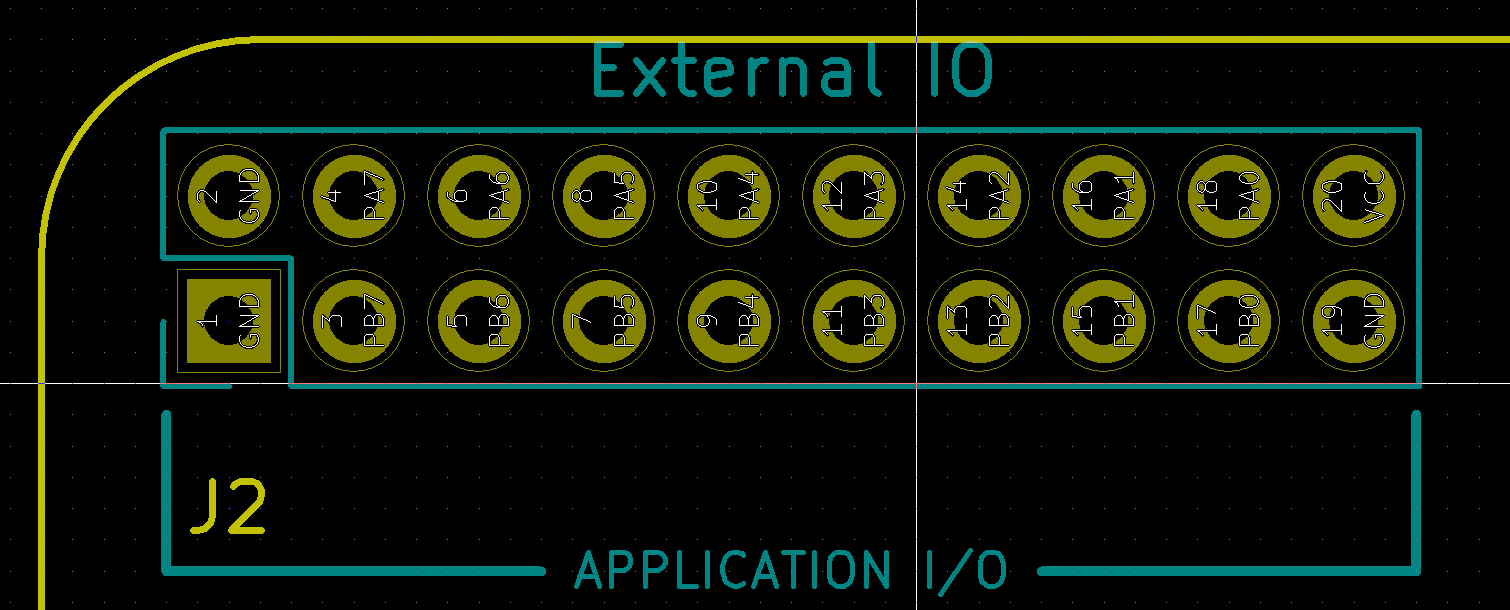 External IO
2 GND 4 PA7 6 PA6 8 PA5 10 PA4 12 PA3 14 PA2 16 PA1 18 PA0 20 VCC
1 GND 3 PB7 5 PB6 7 PB5 9 PB4 11 PB3 13 PB2 15 PB1 17 PB0 19 GND
J2
APPLICATION I/O